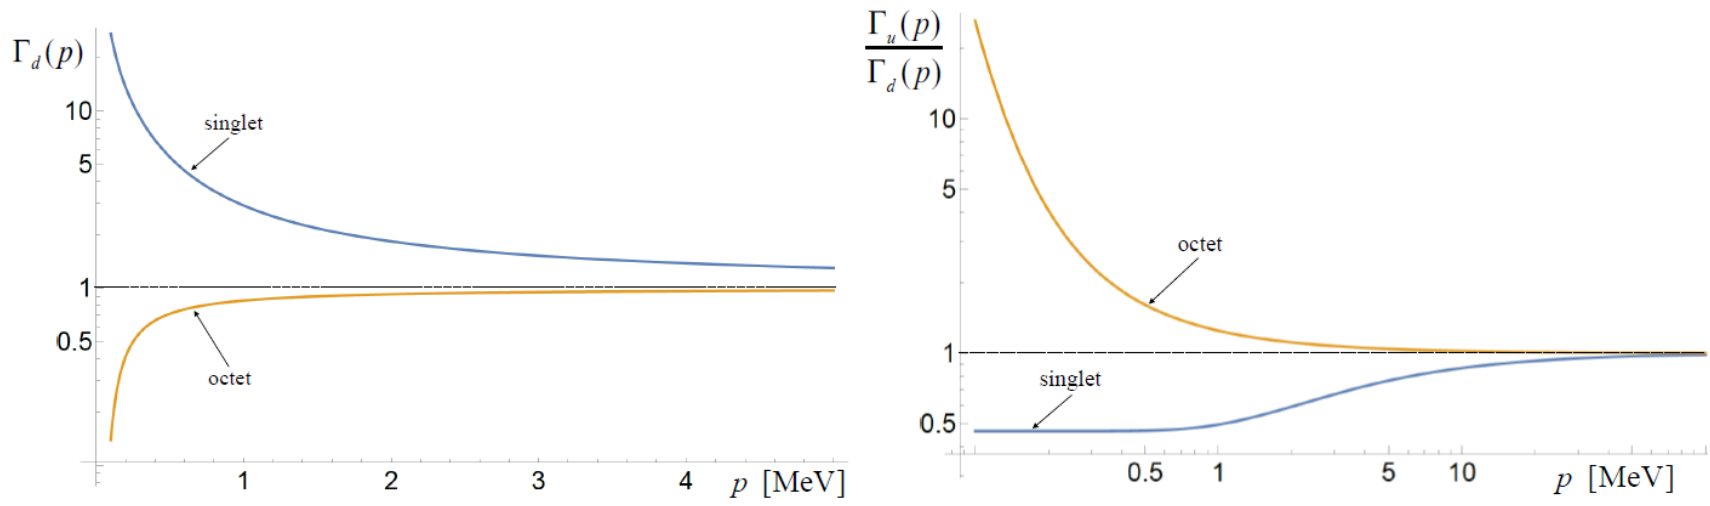 Γd(p)
10
5
1
0.5
singlet
octet
1 2 3 4 p [MeV]
Γu(p)
Γd(p)
10
5
1
0.5
octet
singlet
0.5 1 5 10 p [MeV]